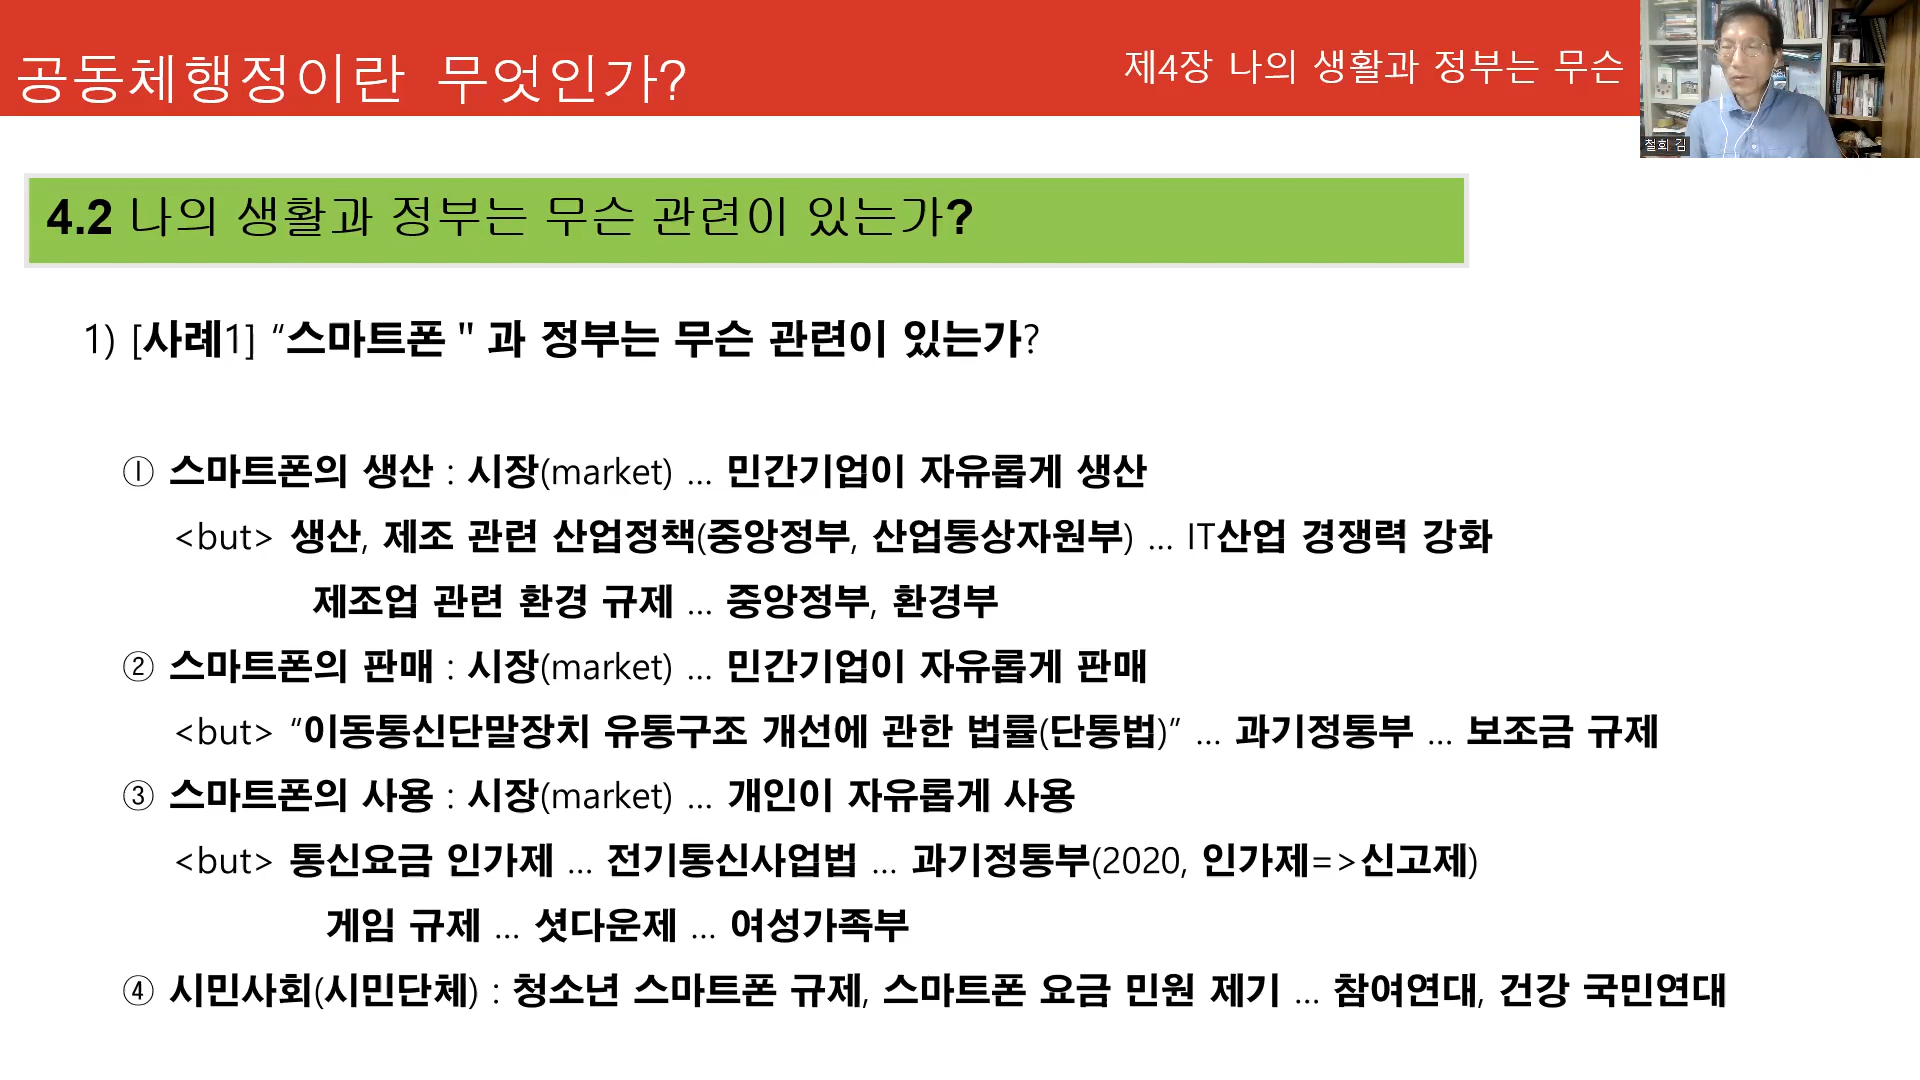 공동체행정이란 무엇인가?
제4장 나의 생활과 정부는 무슨
철회 김
4.2 나의 생활과 정부는 무슨 관련이 있는가?
1) [사례1] “스마트폰 " 과 정부는 무슨 관련이 있는가?
① 스마트폰의 생산 : 시장(market) ... 민간기업이 자유롭게 생산
<but> 생산, 제조 관련 산업정책(중앙정부, 산업통상자원부) ... IT산업 경쟁력 강화
제조업 관련 환경 규제 ... 중앙정부, 환경부
② 스마트폰의 판매 : 시장(market) ... 민간기업이 자유롭게 판매
<but> “이동통신단말장치 유통구조 개선에 관한 법률(단통법)” ... 과기정통부 ... 보조금 규제
③ 스마트폰의 사용 : 시장(market) ... 개인이 자유롭게 사용
<but> 통신요금 인가제 ... 전기통신사업법 ... 과기정통부(2020, 인가제=>신고제)
게임 규제 ... 셧다운제 ... 여성가족부
④ 시민사회(시민단체) : 청소년 스마트폰 규제, 스마트폰 요금 민원 제기 ... 참여연대, 건강 국민연대